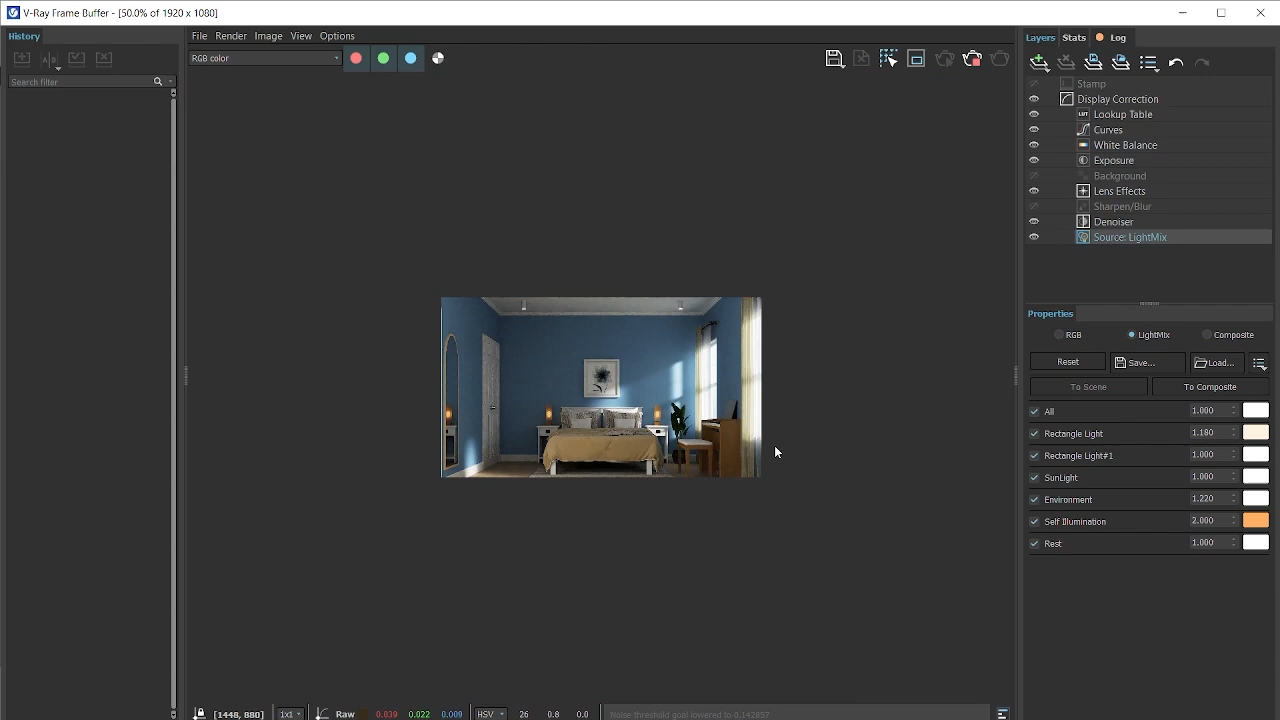 V-Ray Frame Buffer - [50.0% of 1920 x 1080]
History
File Render Image View Options
Layers Stats Log
RGB color
Search filter
Stamp
Display Correction
LUT Lookup Table
Curves
White Balance
Exposure
Background
Lens Effects
Sharpen/Blur
Denoiser
Source: LightMix
Properties
RGB LightMix Composite
Reset Save... Load...
To Scene To Composite
All 1.000
Rectangle Light 1.180
Rectangle Light#1 1.000
SunLight 1.000
Environment 1.220
Self Illumination 2.000
Rest 1.000
[1448, 880] 1x1 Raw 0.039 0.022 0.009 HSV 26 0.8 0.0 Noise threshold goal lowered to 0.142857